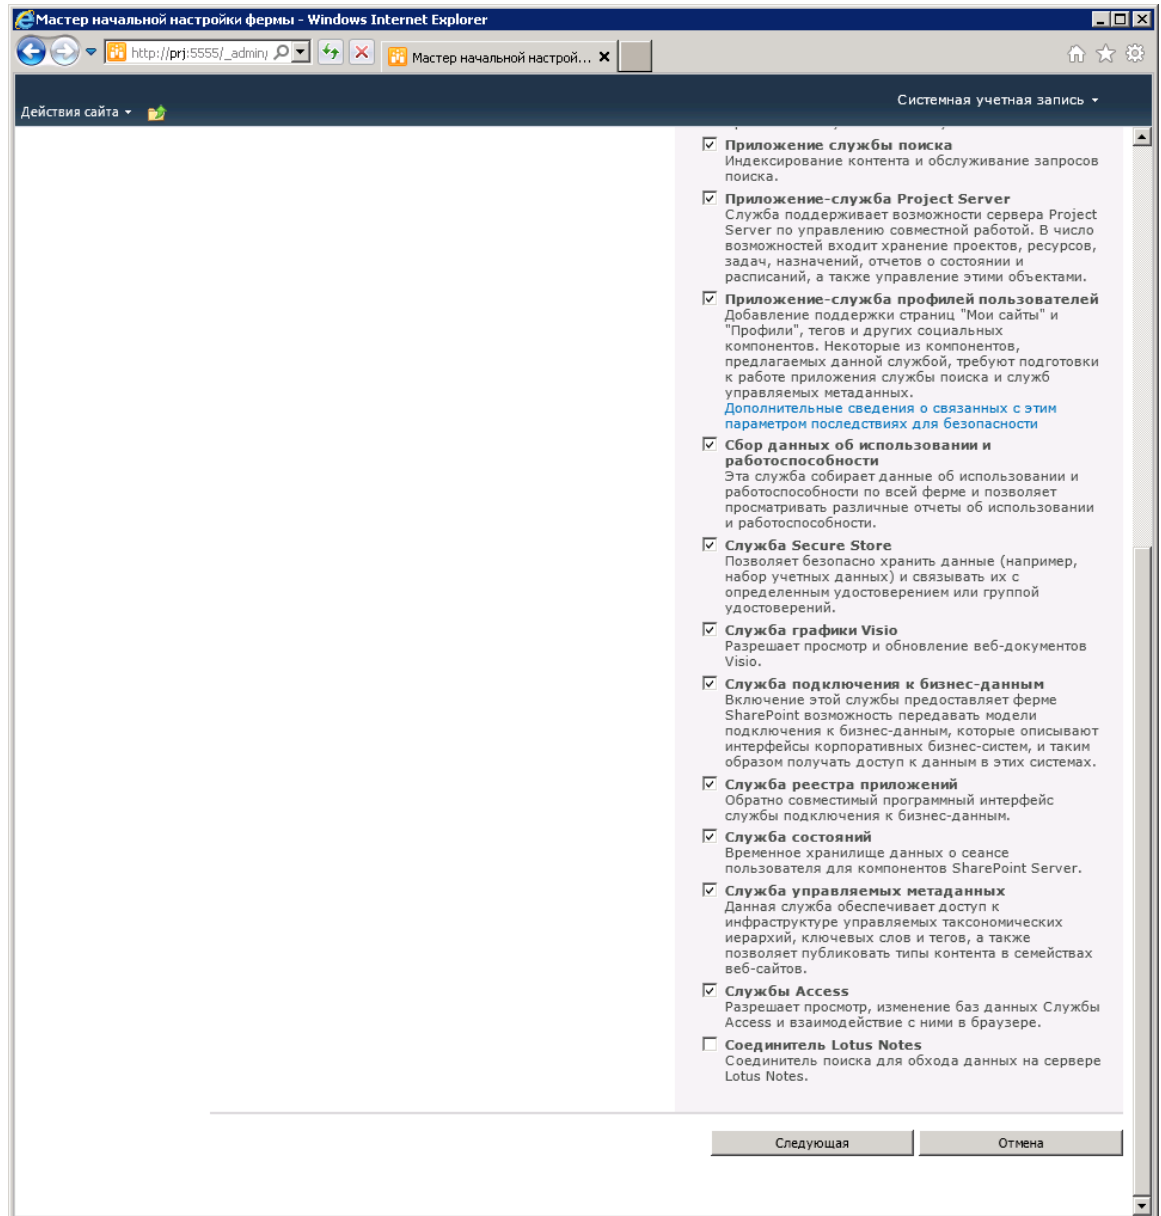 Мастер начальной настройки фермы - Windows Internet Explorer
http://prj:5555/_admin/
Мастер начальной настрой...
Действия сайта
Системная учетная запись
Приложение службы поиска
Индексирование контента и обслуживание запросов
поиска.
Приложение-служба Project Server
Служба поддерживает возможности сервера Project
Server по управлению совместной работой. В число
возможностей входит хранение проектов, ресурсов,
задач, назначений, отчетов о состоянии и
расписаний, а также управление этими объектами.
Приложение-служба профилей пользователей
Добавление поддержки страниц "Мои сайты" и
"Профили", тегов и других социальных
компонентов. Некоторые из компонентов,
предлагаемых данной службой, требуют подготовки
к работе приложения службы поиска и служб
управляемых метаданных.
Дополнительные сведения о связанных с этим
параметром последствиях для безопасности
Сбор данных об использовании и
работоспособности
Эта служба собирает данные об использовании и
работоспособности по всей ферме и позволяет
просматривать различные отчеты об использовании
и работоспособности.
Служба Secure Store
Позволяет безопасно хранить данные (например,
набор учетных данных) и связывать их с
определенным удостоверением или группой
удостоверений.
Служба графики Visio
Разрешает просмотр и обновление веб-документов
Visio.
Служба подключения к бизнес-данным
Включение этой службы предоставляет ферме
SharePoint возможность передавать модели
подключения к бизнес-данным, которые описывают
интерфейсы корпоративных бизнес-систем, и таким
образом получать доступ к данным в этих системах.
Служба реестра приложений
Обратно совместимый программный интерфейс
службы подключения к бизнес-данным.
Служба состояний
Временное хранилище данных о сеансе
пользователя для компонентов SharePoint Server.
Служба управляемых метаданных
Данная служба обеспечивает доступ к
инфраструктуре управляемых таксономических
иерархий, ключевых слов и тегов, а также
позволяет публиковать типы контента в семействах
веб-сайтов.
Службы Access
Разрешает просмотр, изменение баз данных Службы
Access и взаимодействие с ними в браузере.
Соединитель Lotus Notes
Соединитель поиска для обхода данных на сервере
Lotus Notes.
Следующая
Отмена